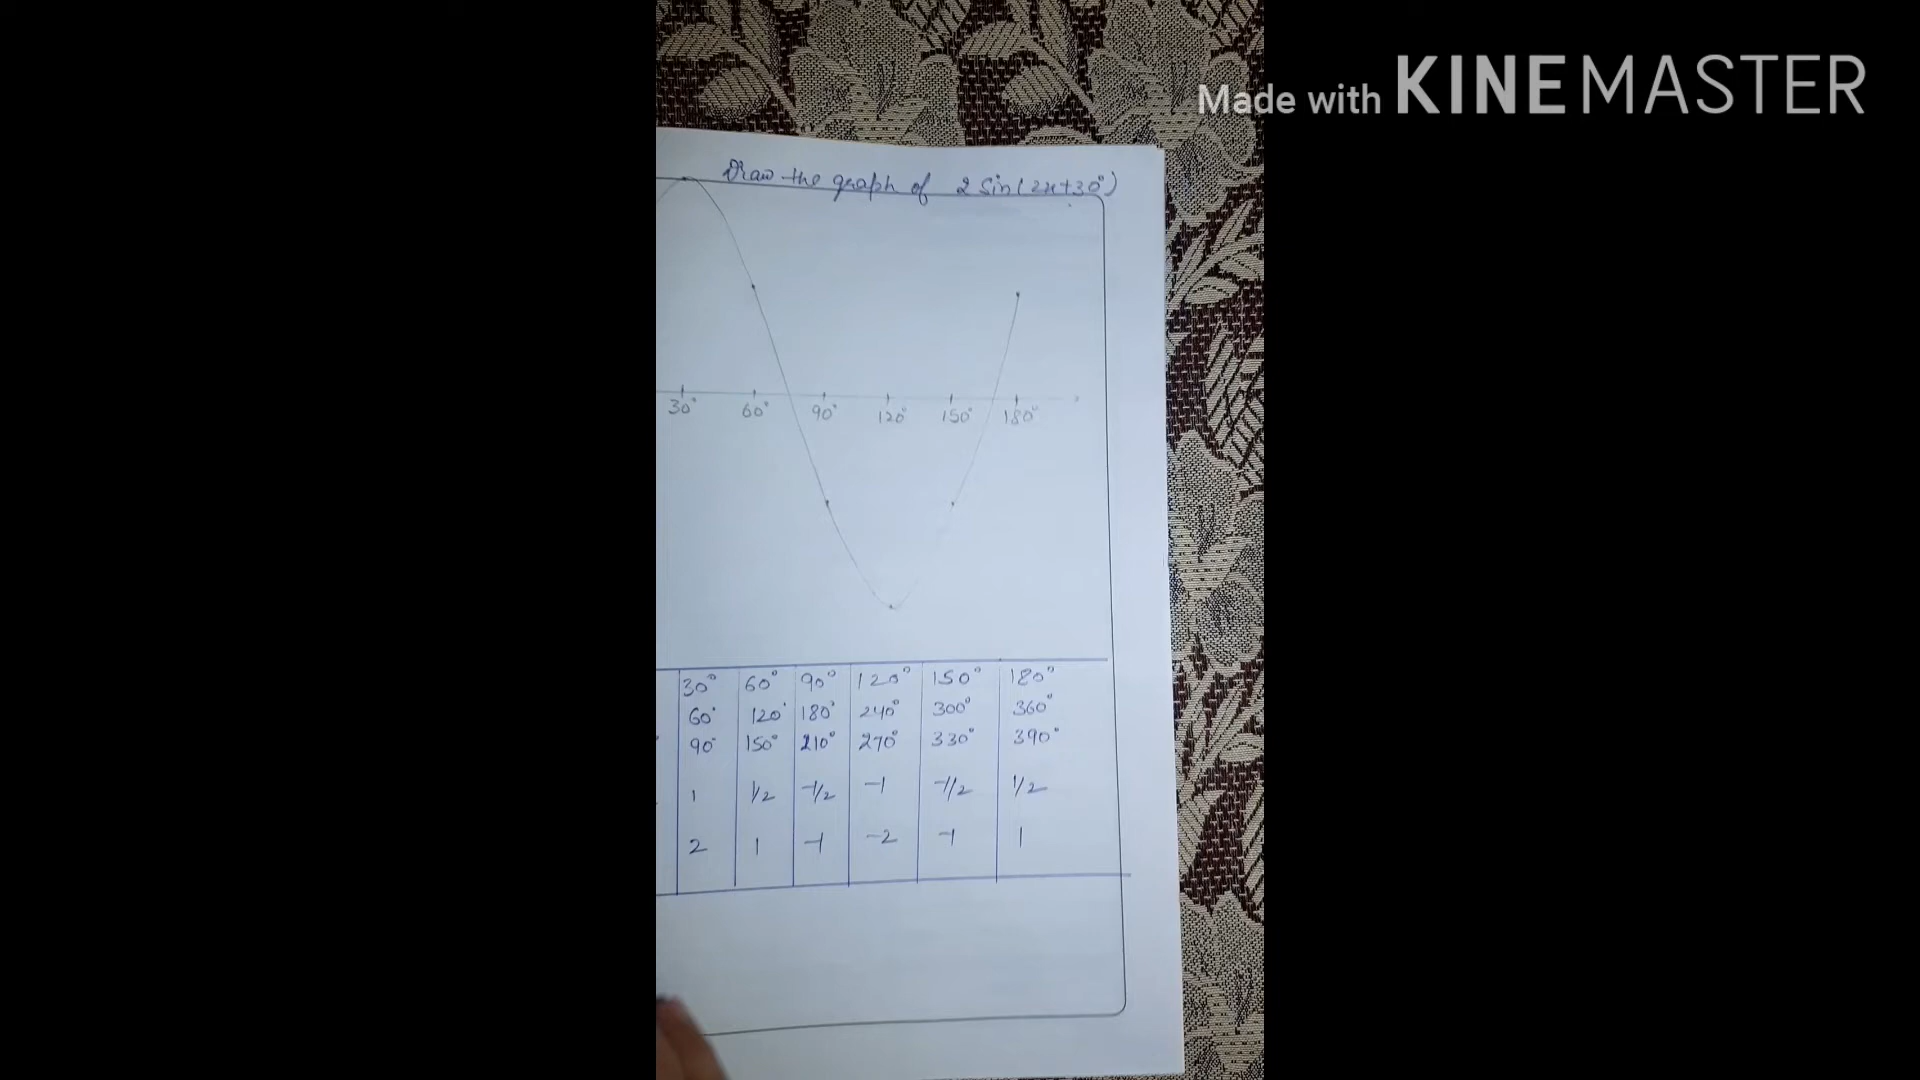 Made with KINEMASTER
Draw the graph of 2 Sin(2x+30°)
30° 60° 90° 120° 150° 180°
30° 60° 90° 120° 150° 180°
60° 120° 180° 240° 300° 360°
90° 150° 210° 270° 330° 390°
1 1/2 -1/2 -1 -1/2 1/2
2 1 -1 -2 -1 1